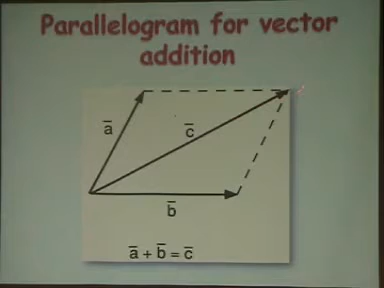 Parallelogram for vector
addition
a̅
c̅
b̅
a̅ + b̅ = c̅